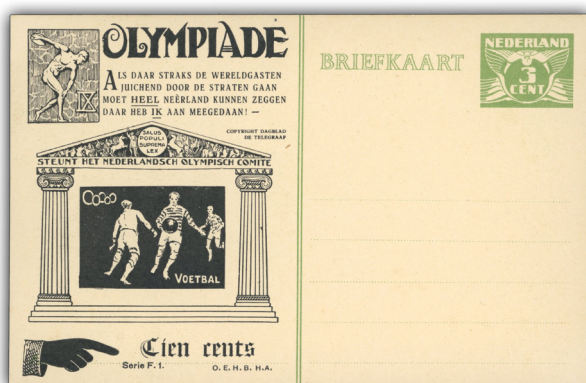 OLYMPIADE
ALS DAAR STRAKS DE WERELDGASTEN
JUICHEND DOOR DE STRATEN GAAN
MOET HEEL NEÊRLAND KUNNEN ZEGGEN
DAAR HEB IK AAN MEEGEDAAN! —
IX
COPYRIGHT DAGBLAD
DE TELEGRAAF
SALUS
POPULI
SUPREMA
LEX
STEUNT HET NEDERLANDSCH OLYMPISCH COMITÉ
VOETBAL
Tien cents
Serie F. 1.
O. E. H. B. H.A.
BRIEFKAART
NEDERLAND
3
CENT